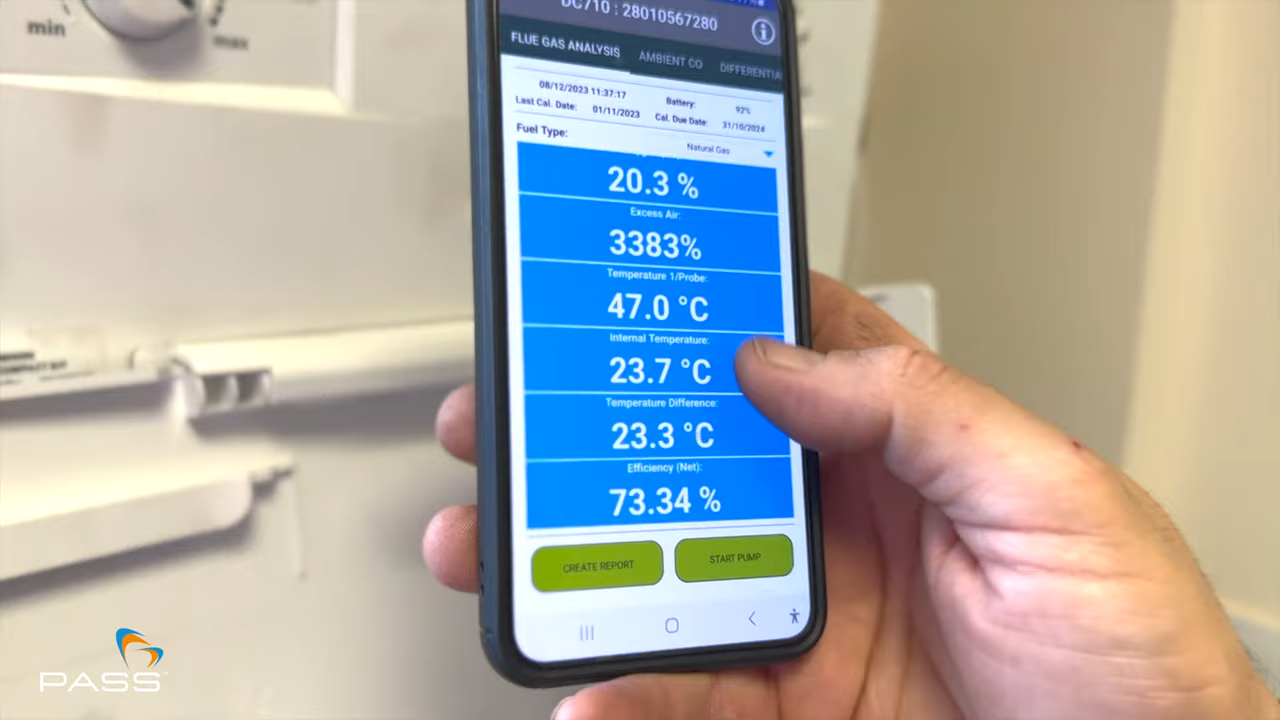 min
max
DC710 : 28010567280
FLUE GAS ANALYSIS AMBIENT CO DIFFERENTIA
08/12/2023 11:37:17 Battery: 92%
Last Cal. Date: 01/11/2023 Cal. Due Date: 31/10/2024
Fuel Type:
Natural Gas
20.3 %
Excess Air:
3383%
Temperature 1/Probe:
47.0 °C
Internal Temperature:
23.7 °C
Temperature Difference:
23.3 °C
Efficiency (Net):
73.34 %
CREATE REPORT START PUMP
PASS